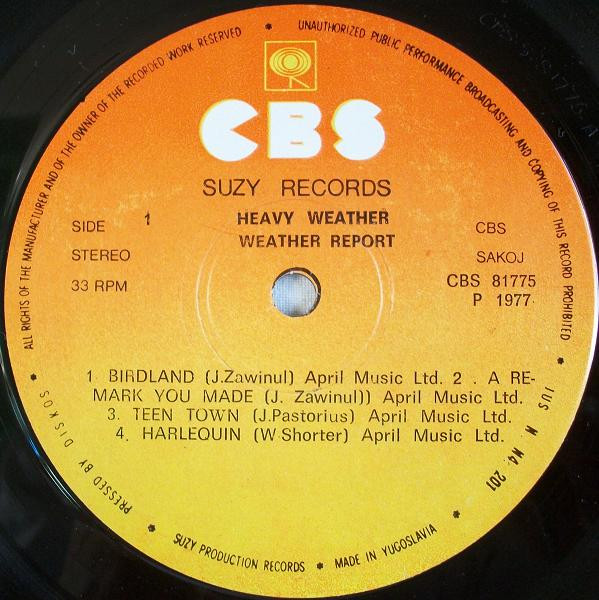 ALL RIGHTS OF THE MANUFACTURER AND OF THE OWNER OF THE RECORDED WORK RESERVED * UNAUTHORIZED PUBLIC PERFORMANCE BROADCASTING AND COPYING OF THIS RECORD PROHIBITED *
CBS
SUZY RECORDS
HEAVY WEATHER
WEATHER REPORT
SIDE 1
STEREO
33 RPM
CBS
SAKOJ
CBS 81775
P 1977
1. BIRDLAND (J.Zawinul) April Music Ltd. 2 . A RE-
MARK YOU MADE (J. Zawinul)) April Music Ltd.
3. TEEN TOWN (J.Pastorius) April Music Ltd.
4. HARLEQUIN (W.Shorter) April Music Ltd.
JUS N. N4. 201
* PRESSED BY DISKOS * SUZY PRODUCTION RECORDS * MADE IN YUGOSLAVIA *